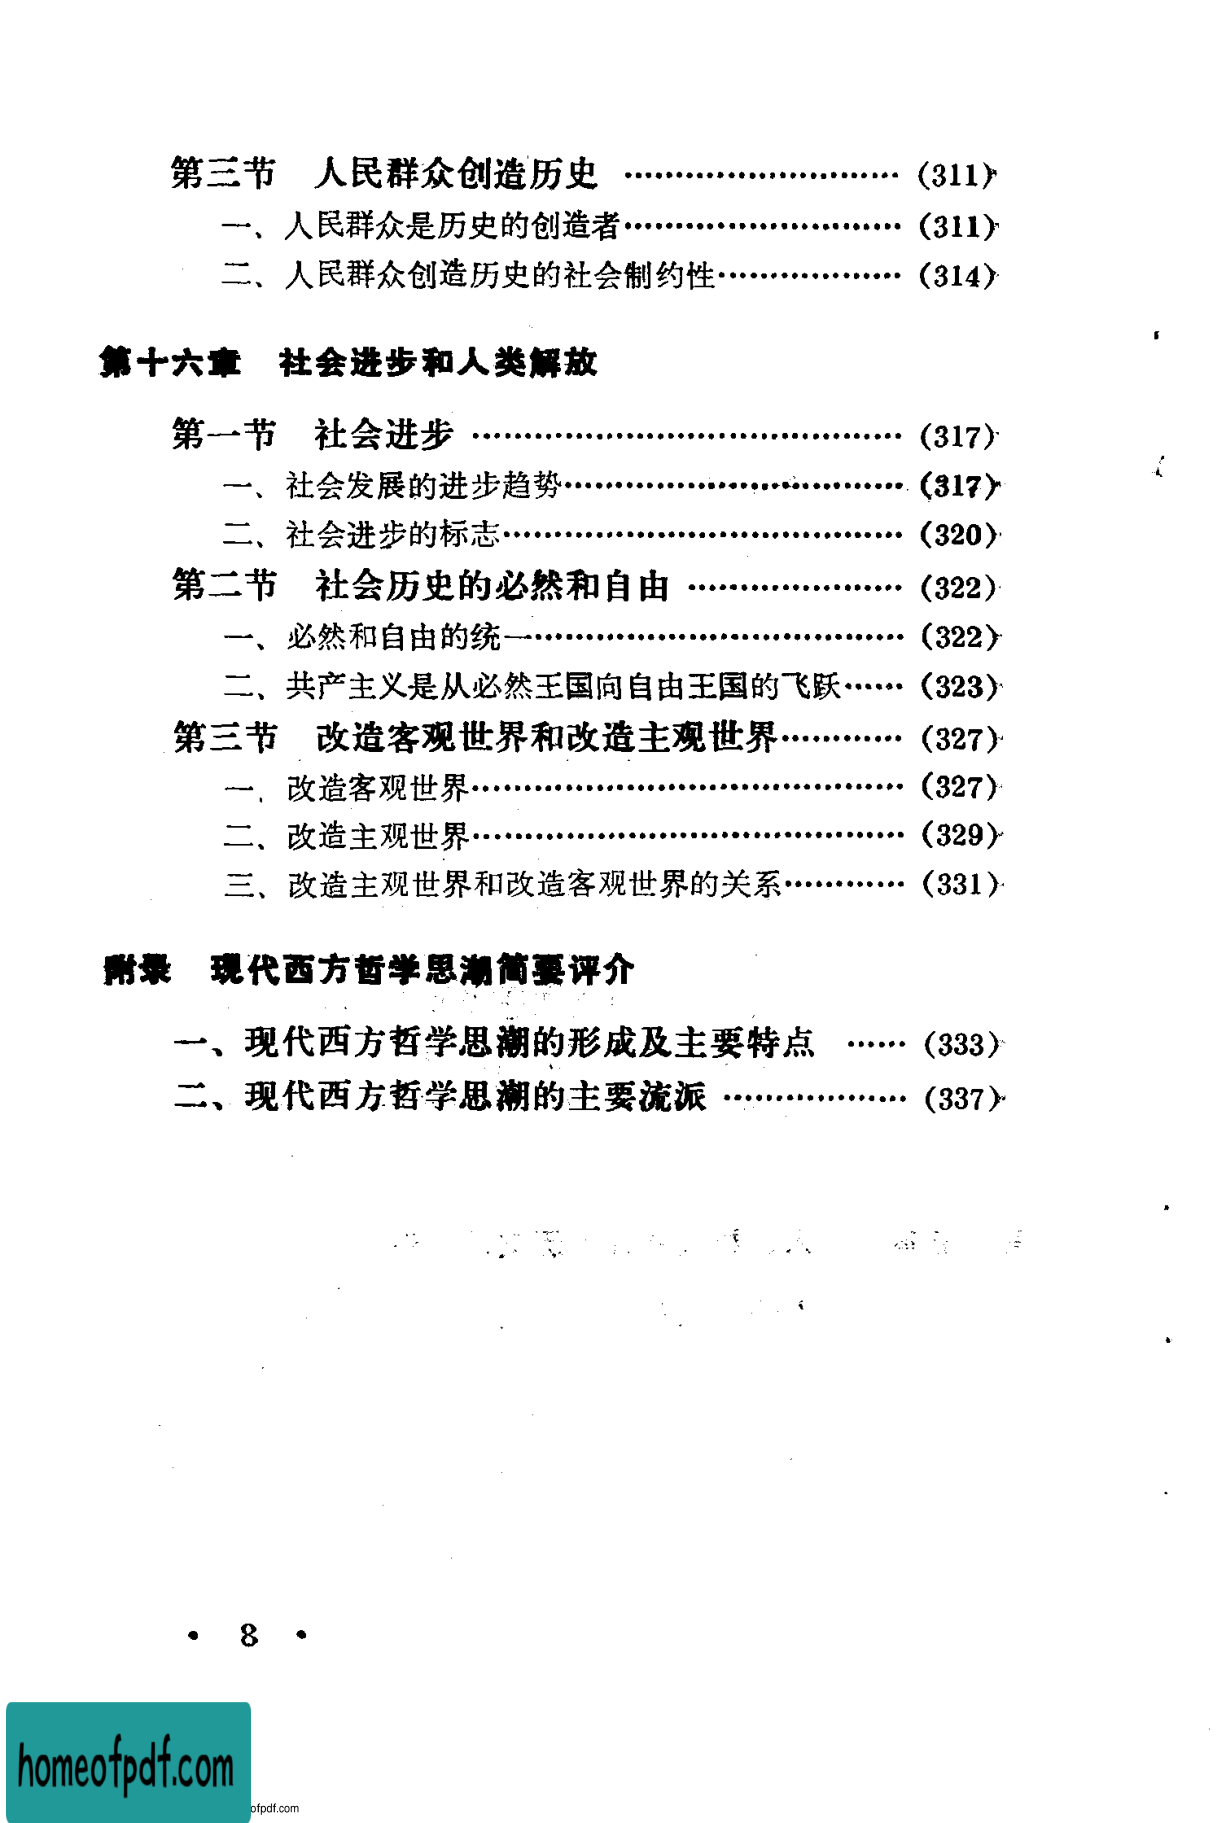 第三节　人民群众创造历史 ………………………… (311)
一、人民群众是历史的创造者………………………… (311)
二、人民群众创造历史的社会制约性……………… (314)
第十六章　社会进步和人类解放
第一节　社会进步 ……………………………………… (317)
一、社会发展的进步趋势……………………………… (317)
二、社会进步的标志…………………………………… (320)
第二节　社会历史的必然和自由 ………………… (322)
一、必然和自由的统一………………………………… (322)
二、共产主义是从必然王国向自由王国的飞跃…… (323)
第三节　改造客观世界和改造主观世界………… (327)
一、改造客观世界……………………………………… (327)
二、改造主观世界……………………………………… (329)
三、改造主观世界和改造客观世界的关系………… (331)
附录　现代西方哲学思潮简要评介
一、现代西方哲学思潮的形成及主要特点 …… (333)
二、现代西方哲学思潮的主要流派 ……………… (337)
• 8 •
homeofpdf.com
ofpdf.com